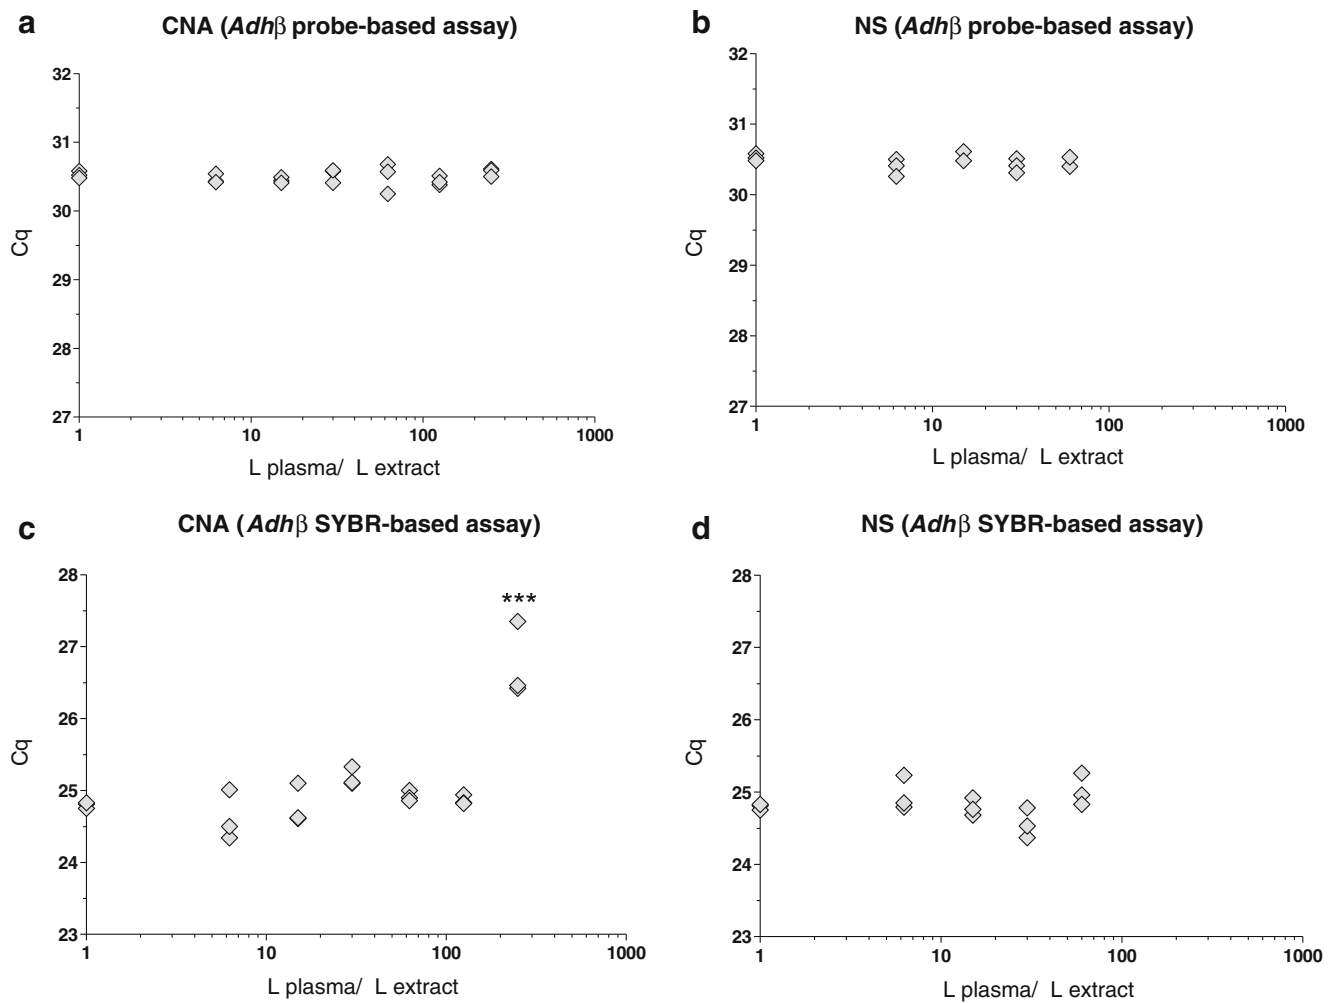 a
CNA (Adhβ probe-based assay)
32
31
30
29
28
27
Cq
1
10
100
1000
L plasma/ L extract
b
NS (Adhβ probe-based assay)
32
31
30
29
28
27
Cq
1
10
100
1000
L plasma/ L extract
c
CNA (Adhβ SYBR-based assay)
28
27
26
25
24
23
Cq
***
1
10
100
1000
L plasma/ L extract
d
NS (Adhβ SYBR-based assay)
28
27
26
25
24
23
Cq
1
10
100
1000
L plasma/ L extract